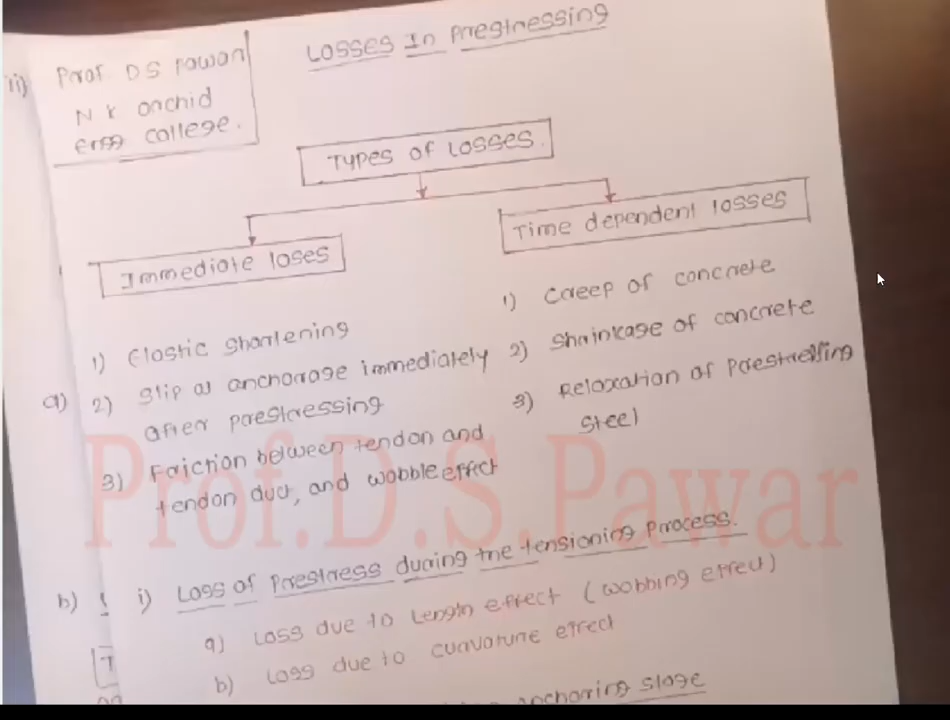 Losses In Prestressing
ii)
Prof. D S Pawar
N K orchid
Engg college.
Types of losses.
Immediate loses
Time dependent losses
1) Elastic shortening
a) 2) slip at anchorage immediately
after prestressing
3) Friction between tendon and
tendon duct, and wobble effect
1) Creep of concrete
2) Shrinkage of concrete
3) Relaxation of Prestressing
Steel
Prof.D.S.Pawar
b) i) Loss of Prestress during the tensioning Process.
a) Loss due to Length effect (wobbing effect)
b) Loss due to curvature effect
anchoring stage